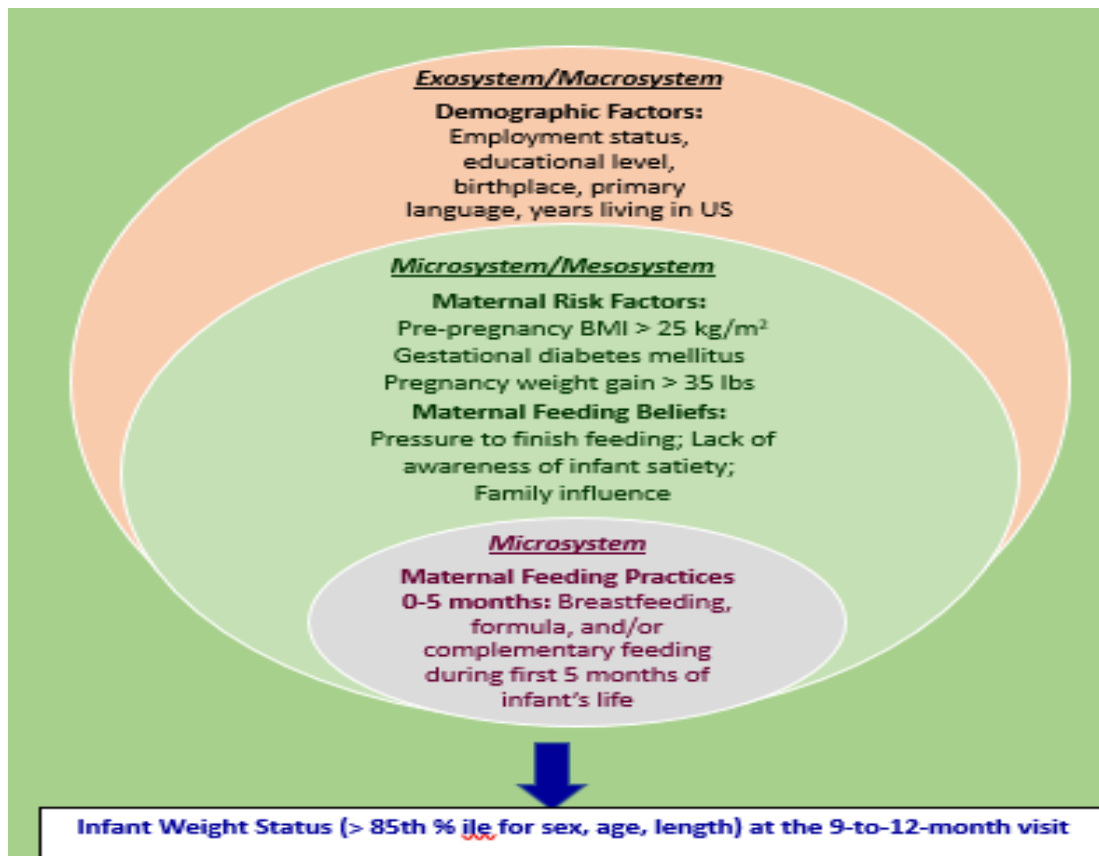 Exosystem/Macrosystem
Demographic Factors:
Employment status,
educational level,
birthplace, primary
language, years living in US
Microsystem/Mesosystem
Maternal Risk Factors:
Pre-pregnancy BMI > 25 kg/m²
Gestational diabetes mellitus
Pregnancy weight gain > 35 lbs
Maternal Feeding Beliefs:
Pressure to finish feeding; Lack of
awareness of infant satiety;
Family influence
Microsystem
Maternal Feeding Practices
0-5 months: Breastfeeding,
formula, and/or
complementary feeding
during first 5 months of
infant's life
Infant Weight Status (> 85th % ile for sex, age, length) at the 9-to-12-month visit